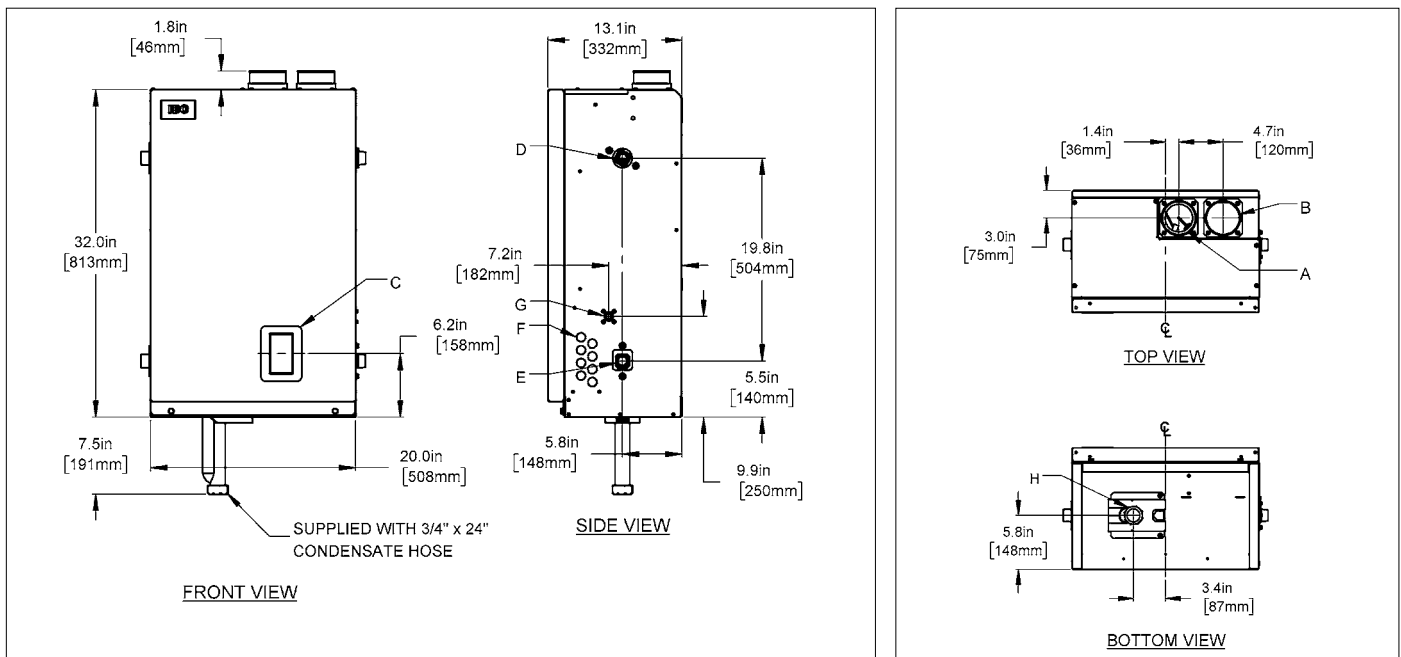 1.8in
[46mm]
IBC
32.0in
[813mm]
C
6.2in
[158mm]
7.5in
[191mm]
20.0in
[508mm]
SUPPLIED WITH 3/4" x 24"
CONDENSATE HOSE
FRONT VIEW
13.1in
[332mm]
D
19.8in
[504mm]
7.2in
[182mm]
G
F
E
5.5in
[140mm]
5.8in
[148mm]
9.9in
[250mm]
SIDE VIEW
1.4in
[36mm]
4.7in
[120mm]
B
3.0in
[75mm]
A
℄
TOP VIEW
℄
H
5.8in
[148mm]
3.4in
[87mm]
BOTTOM VIEW